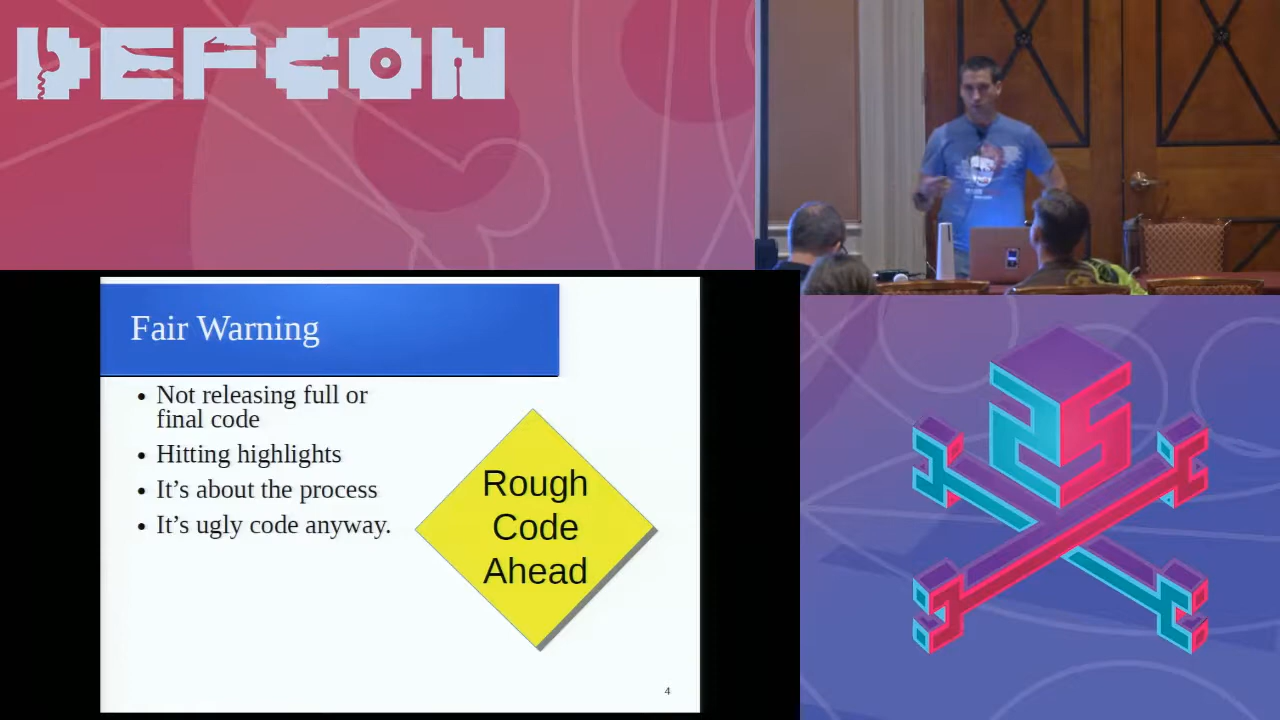 DEFCON
Fair Warning
• Not releasing full or
final code
• Hitting highlights
• It’s about the process
• It’s ugly code anyway.
Rough
Code
Ahead
4
25